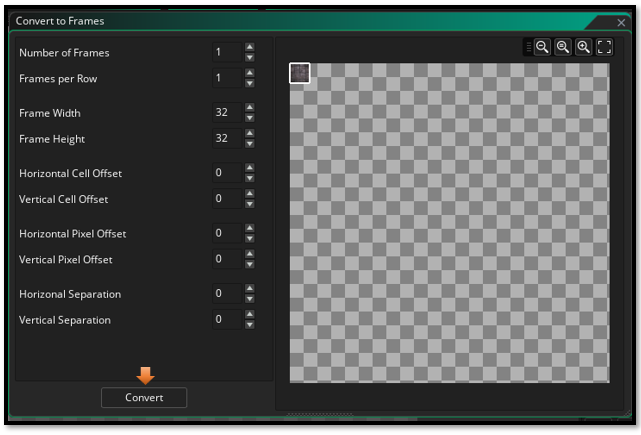 Convert to Frames
Number of Frames 1
Frames per Row 1
Frame Width 32
Frame Height 32
Horizontal Cell Offset 0
Vertical Cell Offset 0
Horizontal Pixel Offset 0
Vertical Pixel Offset 0
Horizonal Separation 0
Vertical Separation 0
Convert